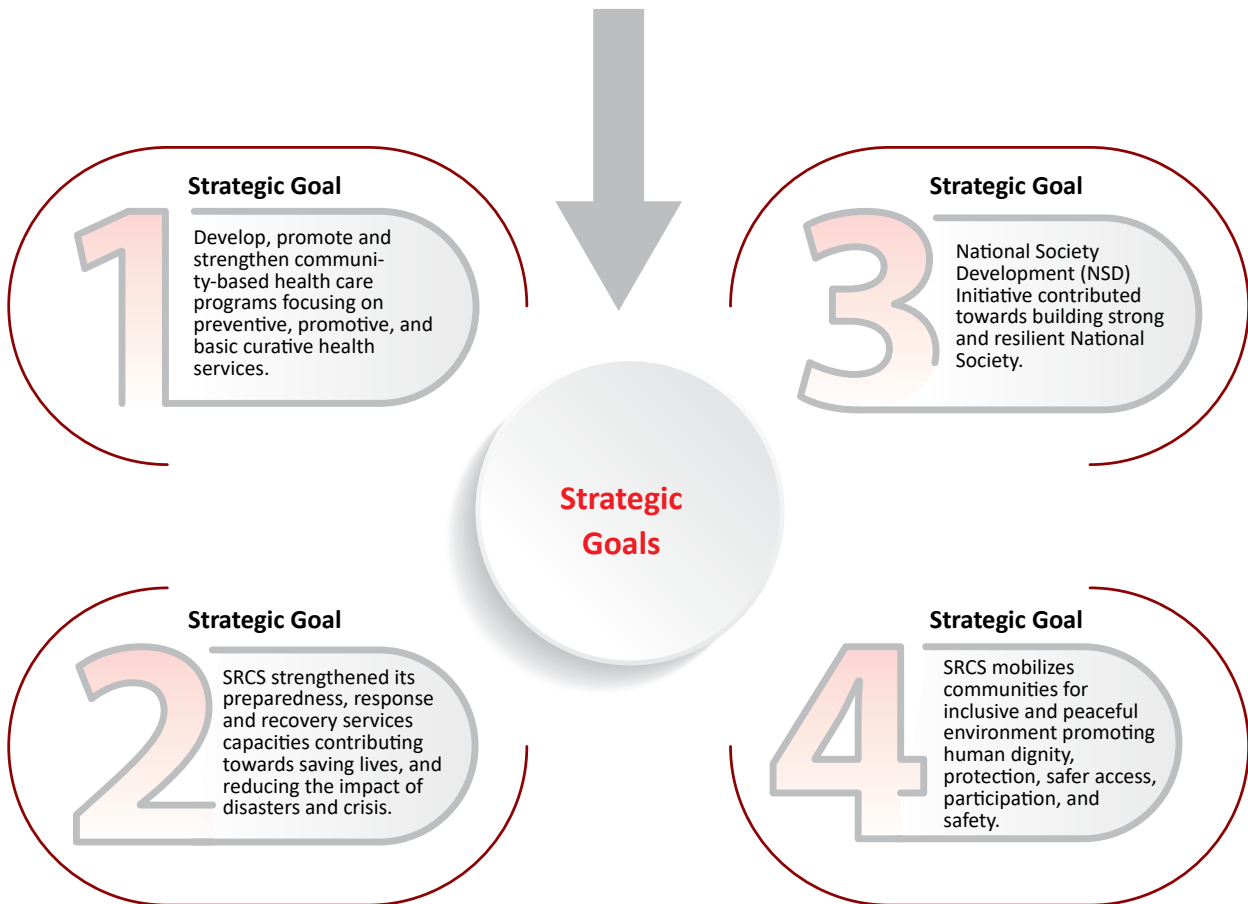 Strategic Goal
1
Develop, promote and
strengthen communi-
ty-based health care
programs focusing on
preventive, promotive, and
basic curative health
services.
Strategic Goal
2
SRCS strengthened its
preparedness, response
and recovery services
capacities contributing
towards saving lives, and
reducing the impact of
disasters and crisis.
Strategic
Goals
Strategic Goal
3
National Society
Development (NSD)
Initiative contributed
towards building strong
and resilient National
Society.
Strategic Goal
4
SRCS mobilizes
communities for
inclusive and peaceful
environment promoting
human dignity,
protection, safer access,
participation, and
safety.